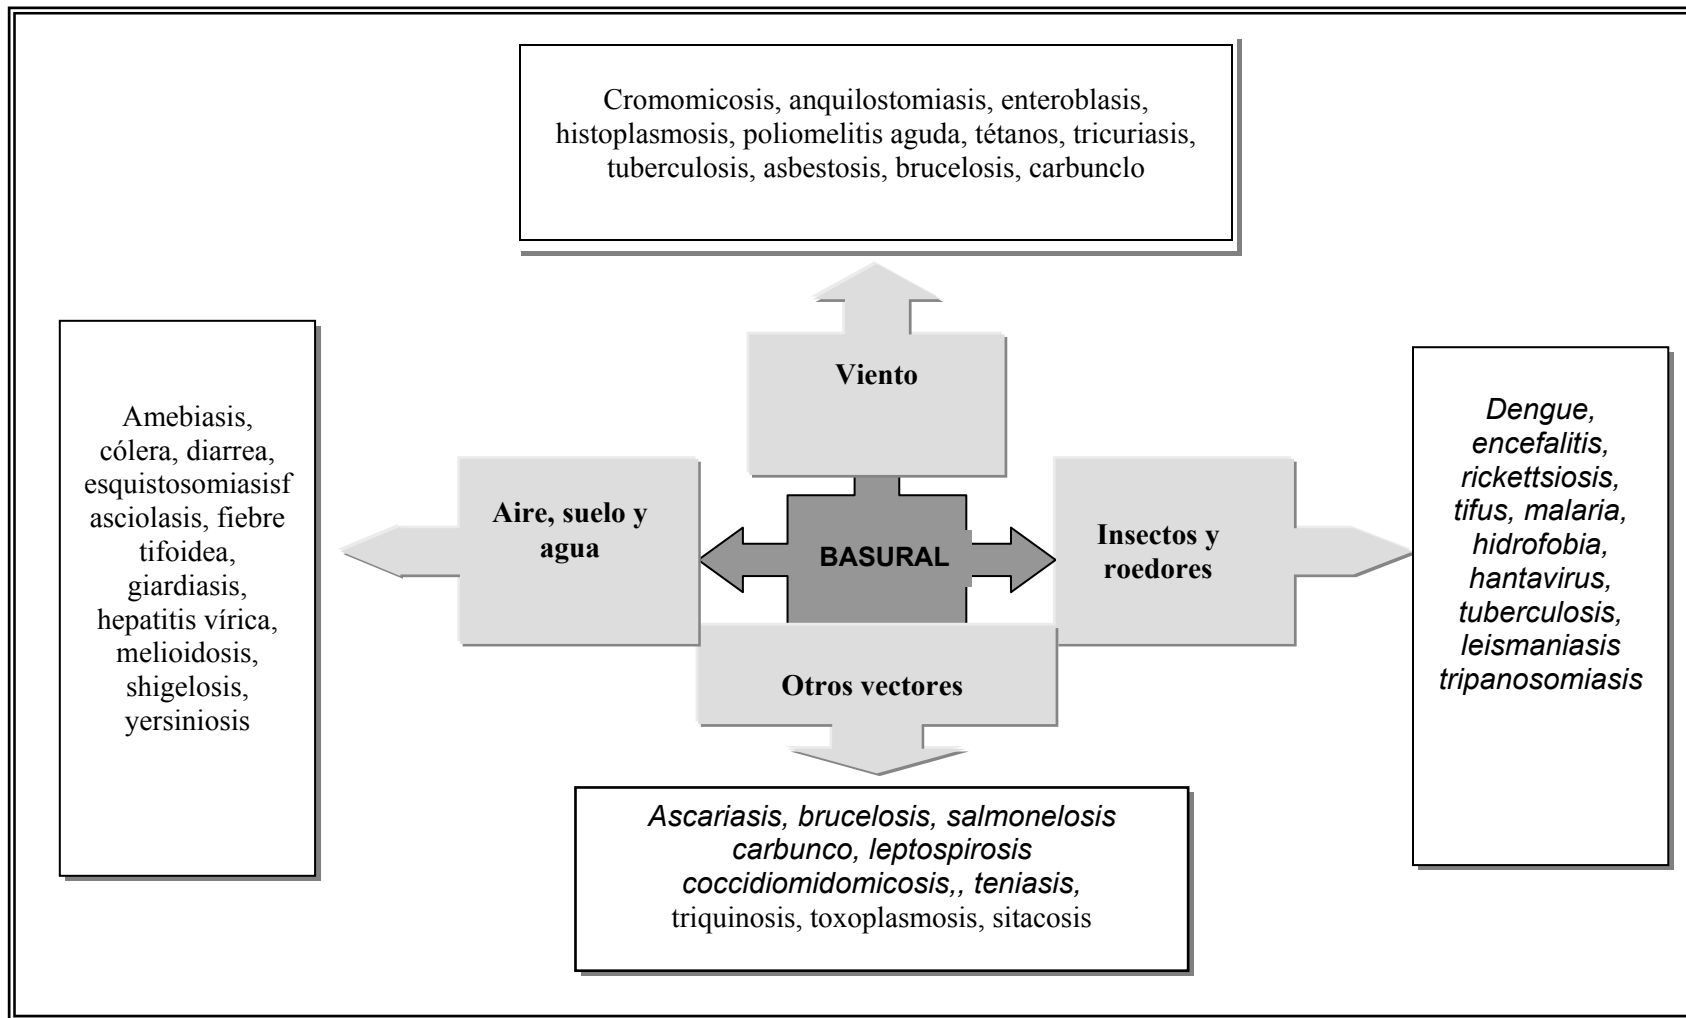 Cromomicosis, anquilostomiasis, enteroblasis,
histoplasmosis, poliomelitis aguda, tétanos, tricuriasis,
tuberculosis, asbestosis, brucelosis, carbunclo
Viento
Amebiasis,
cólera, diarrea,
esquistosomiasisf
asciolasis, fiebre
tifoidea,
giardiasis,
hepatitis vírica,
melioidosis,
shigelosis,
yersiniosis
Aire, suelo y
agua
BASURAL
Insectos y
roedores
Dengue,
encefalitis,
rickettsiosis,
tifus, malaria,
hidrofobia,
hantavirus,
tuberculosis,
leismaniasis
tripanosomiasis
Otros vectores
Ascariasis, brucelosis, salmonelosis
carbunco, leptospirosis
coccidiomidomicosis,, teniasis,
triquinosis, toxoplasmosis, sitacosis